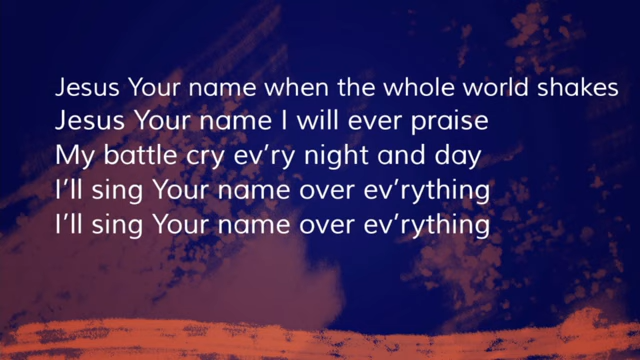 Jesus Your name when the whole world shakes
Jesus Your name I will ever praise
My battle cry ev’ry night and day
I’ll sing Your name over ev’rything
I’ll sing Your name over ev’rything